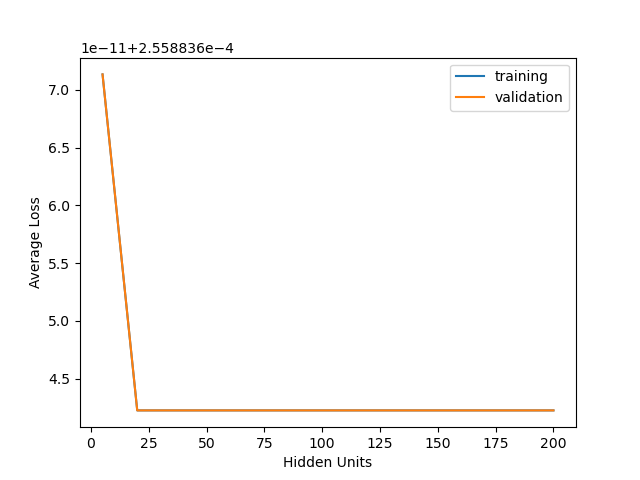 1e−11+2.558836e−4
training
validation
7.0
6.5
6.0
5.5
5.0
4.5
Average Loss
0 25 50 75 100 125 150 175 200
Hidden Units